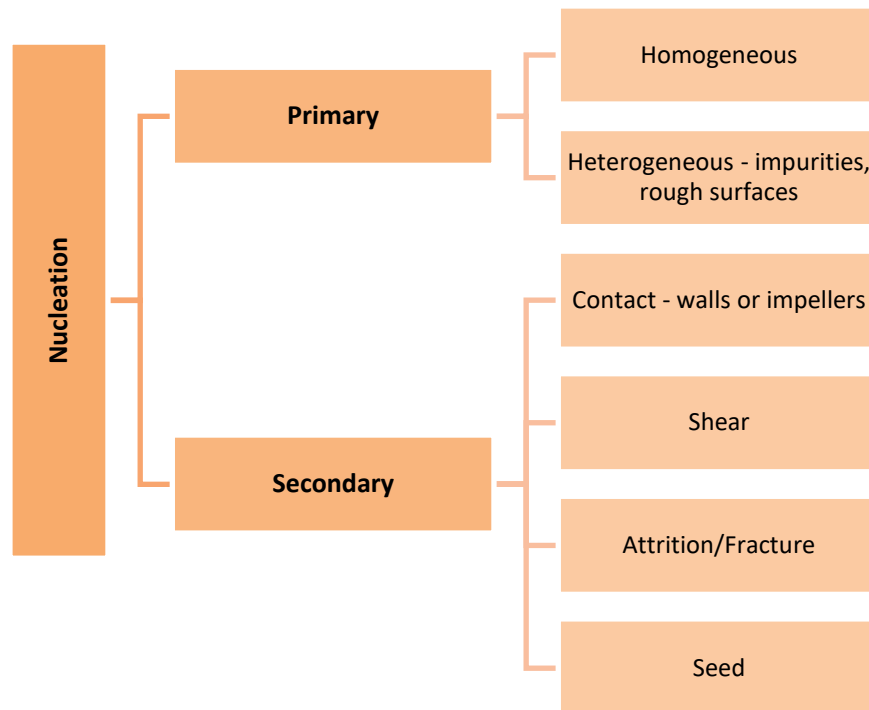 Nucleation
Primary
Homogeneous
Heterogeneous - impurities,
rough surfaces
Secondary
Contact - walls or impellers
Shear
Attrition/Fracture
Seed